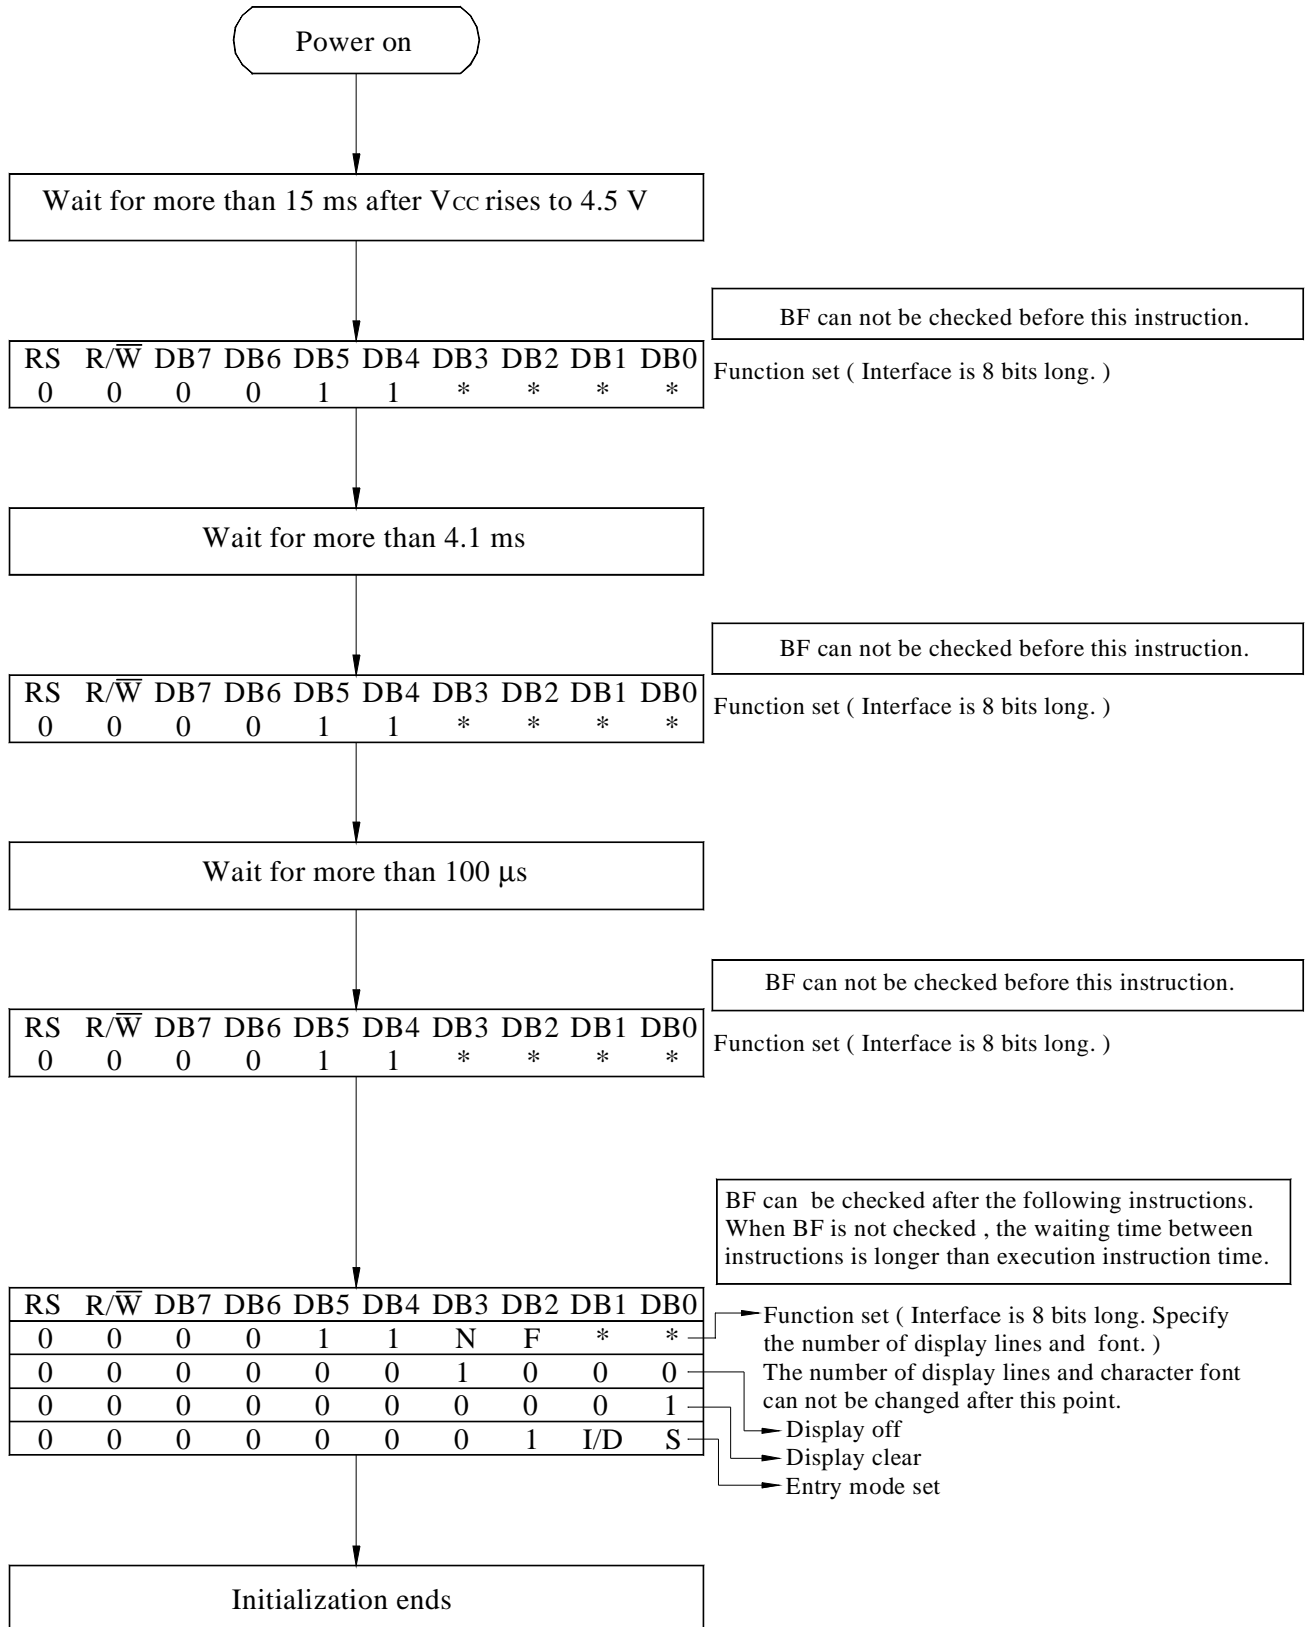 Power on
Wait for more than 15 ms after VCC rises to 4.5 V
BF can not be checked before this instruction.
RS R/W̅ DB7 DB6 DB5 DB4 DB3 DB2 DB1 DB0
0 0 0 0 1 1 * * * *
Function set ( Interface is 8 bits long. )
Wait for more than 4.1 ms
BF can not be checked before this instruction.
RS R/W̅ DB7 DB6 DB5 DB4 DB3 DB2 DB1 DB0
0 0 0 0 1 1 * * * *
Function set ( Interface is 8 bits long. )
Wait for more than 100 μs
BF can not be checked before this instruction.
RS R/W̅ DB7 DB6 DB5 DB4 DB3 DB2 DB1 DB0
0 0 0 0 1 1 * * * *
Function set ( Interface is 8 bits long. )
BF can be checked after the following instructions.
When BF is not checked , the waiting time between
instructions is longer than execution instruction time.
RS R/W̅ DB7 DB6 DB5 DB4 DB3 DB2 DB1 DB0
0 0 0 0 1 1 N F * *
0 0 0 0 0 0 1 0 0 0
0 0 0 0 0 0 0 0 0 1
0 0 0 0 0 0 0 1 I/D S
Function set ( Interface is 8 bits long. Specify
the number of display lines and font. )
The number of display lines and character font
can not be changed after this point.
Display off
Display clear
Entry mode set
Initialization ends